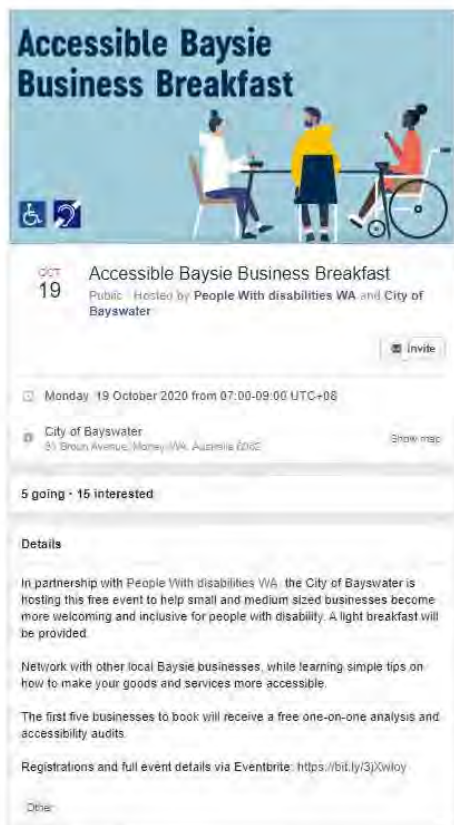 Accessible Baysie
Business Breakfast
OCT
19
Accessible Baysie Business Breakfast
Public · Hosted by People With disabilities WA and City of
Bayswater
Invite
Monday, 19 October 2020 from 07:00-09:00 UTC+08
City of Bayswater
Broun Avenue, Morley, WA, Australia 6062
Show map
5 going · 15 interested
Details
In partnership with People With disabilities WA, the City of Bayswater is
hosting this free event to help small and medium sized businesses become
more welcoming and inclusive for people with disability. A light breakfast will
be provided.
Network with other local Baysie businesses, while learning simple tips on
how to make your goods and services more accessible.
The first five businesses to book will receive a free one-on-one analysis and
accessibility audits.
Registrations and full event details via Eventbrite:
Other